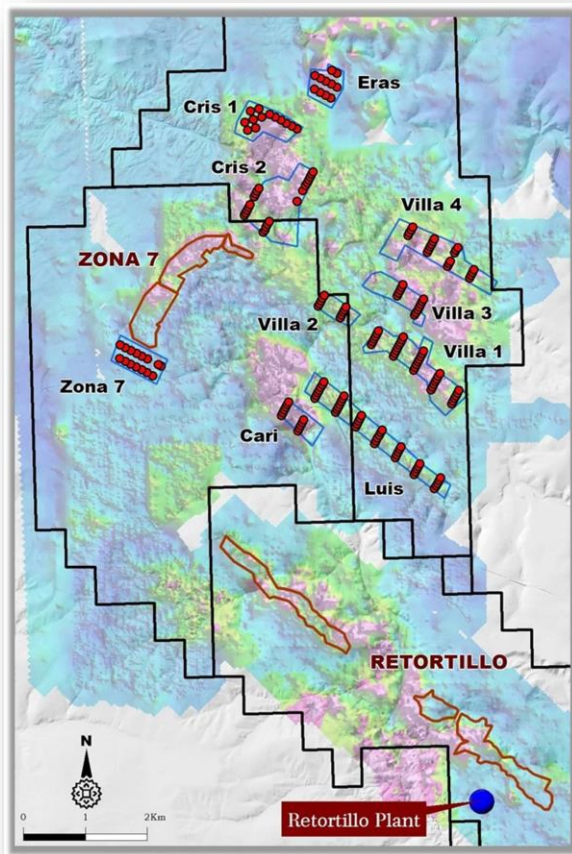 Eras
Cris 1
Cris 2
Villa 4
ZONA 7
Villa 3
Villa 2
Villa 1
Zona 7
Cari
Luis
RETORTILLO
N
Retortillo Plant
0 1 2Km